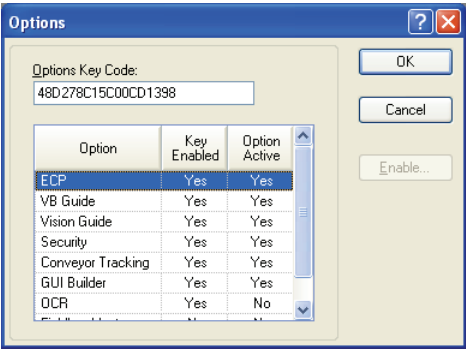 Options
Options Key Code:
48D278C15C00CD1398
OK
Cancel
Enable...
Option Key Enabled Option Active
ECP Yes Yes
VB Guide Yes Yes
Vision Guide Yes Yes
Security Yes Yes
Conveyor Tracking Yes Yes
GUI Builder Yes Yes
OCR Yes No